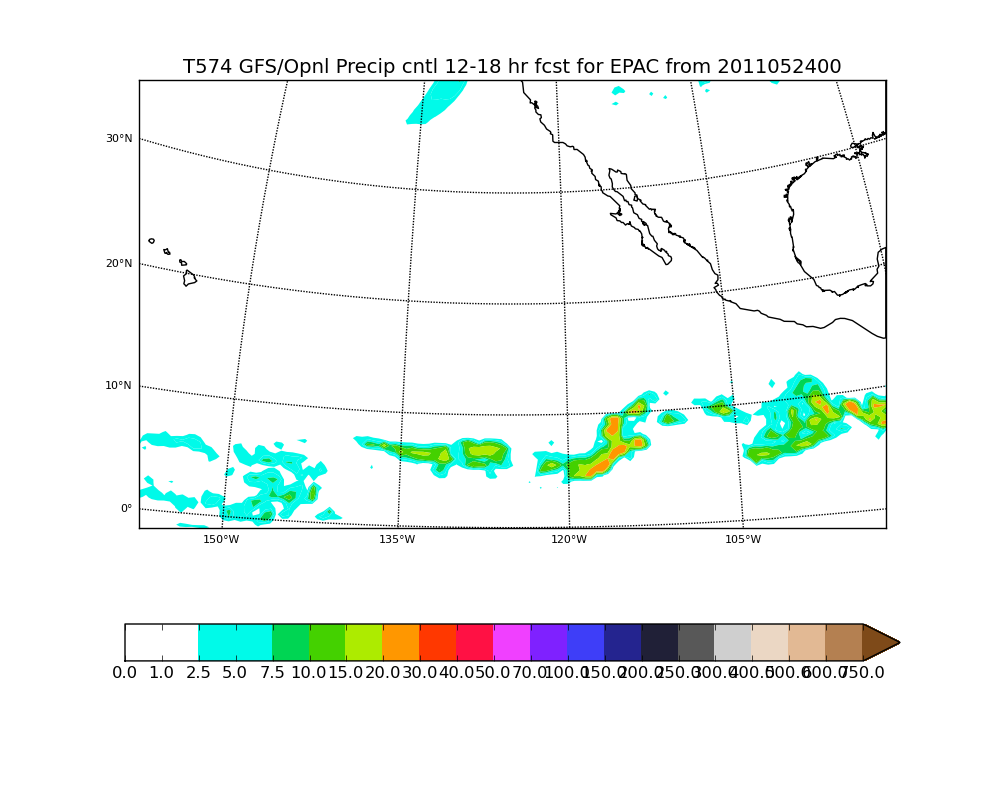 T574 GFS/Opnl Precip cntl 12-18 hr fcst for EPAC from 2011052400
30°N
20°N
10°N
0°
150°W 135°W 120°W 105°W
0.0 1.0 2.5 5.0 7.5 10.0 15.0 20.0 30.0 40.0 50.0 70.0 100.0 150.0 200.0 250.0 300.0 400.0 500.0 600.0 750.0